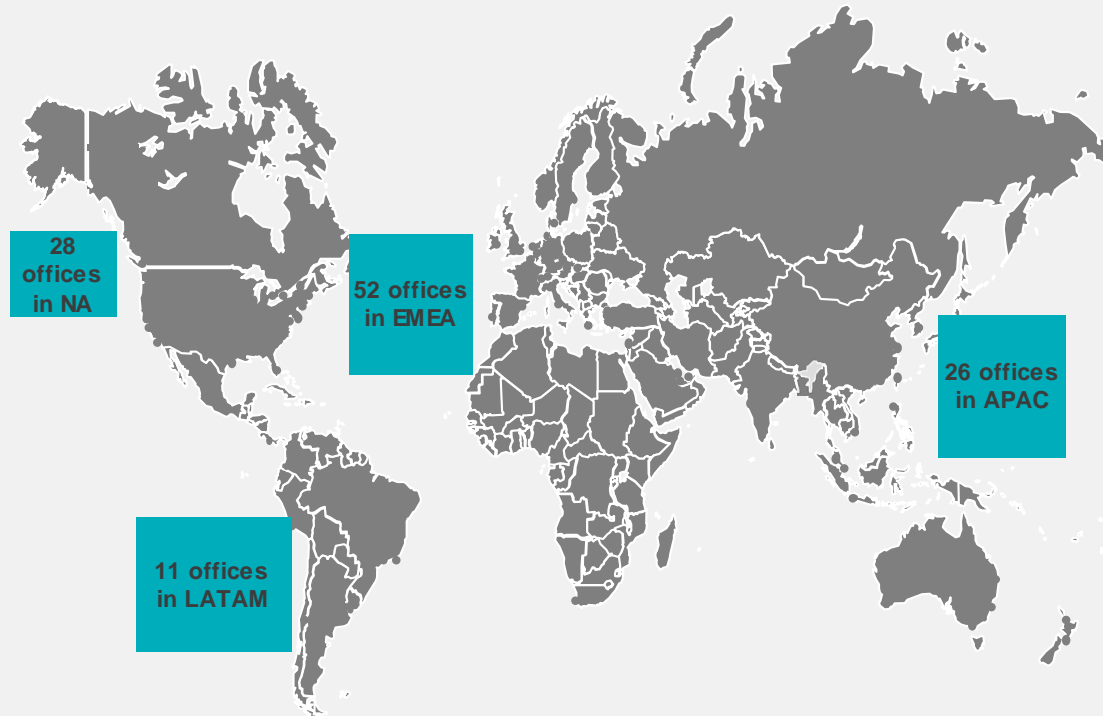 28
offices
in NA
52 offices
in EMEA
26 offices
in APAC
11 offices
in LATAM